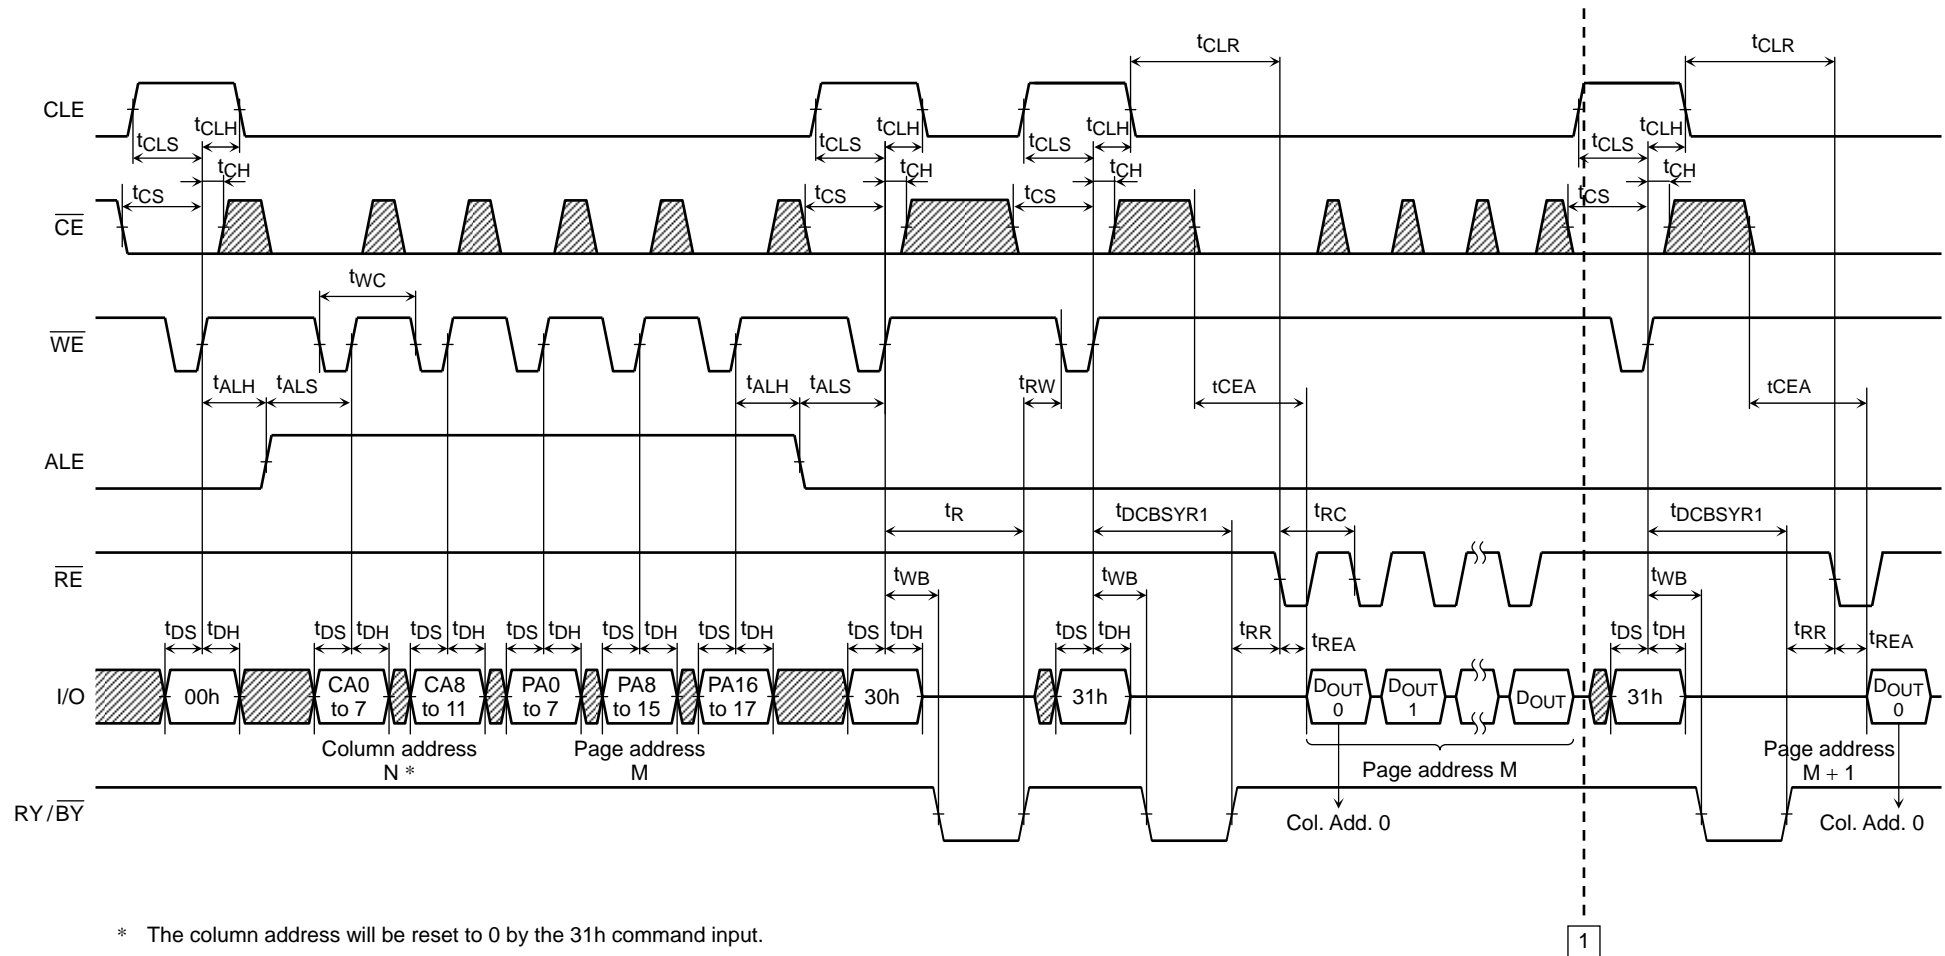 tCLR tCLR
CLE
tCLS tCLH tCLS tCLH tCLS tCLH tCLS tCLH
tCH tCH tCH tCH
tCS tCS tCS tCS
CE
tWC
WE
tALH tALS tALH tALS tRW tCEA tCEA
ALE
tR tDCBSYR1 tRC tDCBSYR1
RE
tWB tWB tWB
tDS tDH tDS tDH tDS tDH tDS tDH tDS tDH tDS tDH tDS tDH tDS tDH tRR tREA tDS tDH tRR tREA
I/O 00h CA0 to 7 CA8 to 11 PA0 to 7 PA8 to 15 PA16 to 17 30h 31h DOUT 0 DOUT 1 DOUT 31h DOUT 0
Column address N *
Page address M
Page address M
Page address M + 1
RY/BY
Col. Add. 0 Col. Add. 0
* The column address will be reset to 0 by the 31h command input.
1